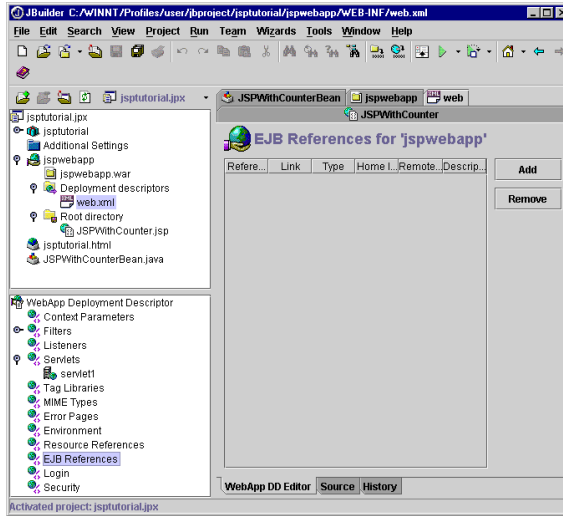 JBuilder C:/WINNT/Profiles/user/jbproject/jsptutorial/jspwebapp/WEB-INF/web.xml
File Edit Search View Project Run Team Wizards Tools Window Help
jsptutorial.jpx
JSPWithCounterBean jspwebapp web
JSPWithCounter
jsptutorial.jpx
jsptutorial
Additional Settings
jspwebapp
jspwebapp.war
Deployment descriptors
web.xml
Root directory
JSPWithCounter.jsp
jsptutorial.html
JSPWithCounterBean.java
EJB References for 'jspwebapp'
Refere... Link Type Home I... Remote... Descrip...
Add
Remove
WebApp Deployment Descriptor
Context Parameters
Filters
Listeners
Servlets
servlet1
Tag Libraries
MIME Types
Error Pages
Environment
Resource References
EJB References
Login
Security
WebApp DD Editor Source History
Activated project: jsptutorial.jpx